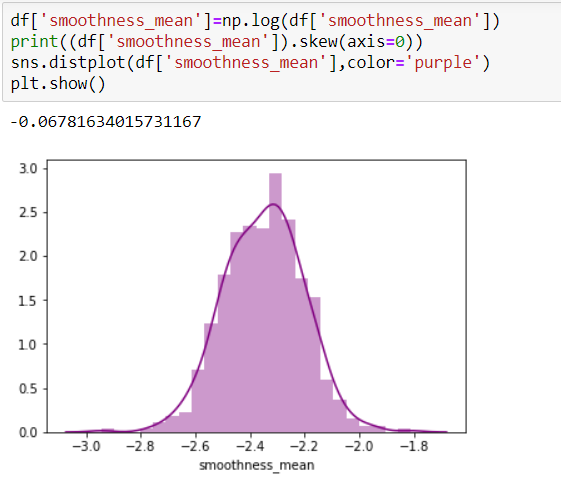 df['smoothness_mean']=np.log(df['smoothness_mean'])
print((df['smoothness_mean']).skew(axis=0))
sns.distplot(df['smoothness_mean'],color='purple')
plt.show()
-0.06781634015731167
3.0
2.5
2.0
1.5
1.0
0.5
0.0
−3.0 −2.8 −2.6 −2.4 −2.2 −2.0 −1.8
smoothness_mean